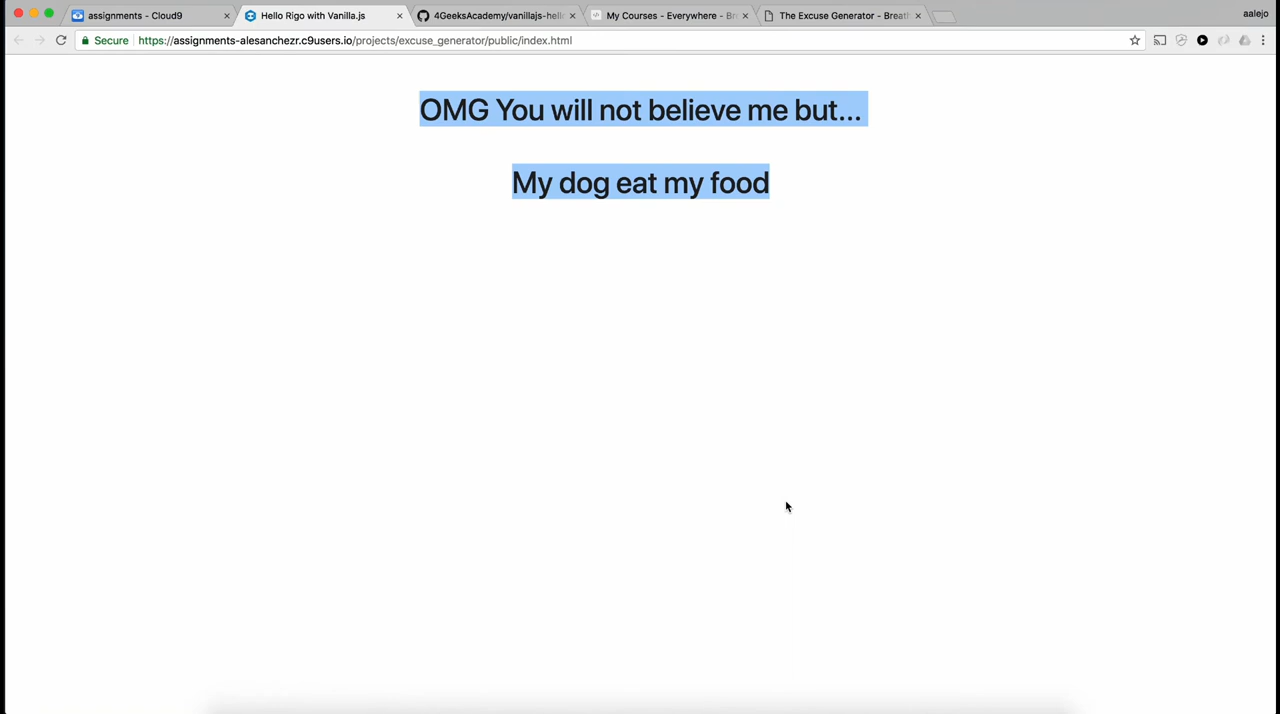 assignments - Cloud9
Hello Rigo with Vanilla.js
4GeeksAcademy/vanillajs-hell
My Courses - Everywhere - Br
The Excuse Generator - Breath
aalejo
Secure
https://assignments-alesanchezr.c9users.io/projects/excuse_generator/public/index.html
OMG You will not believe me but...
My dog eat my food